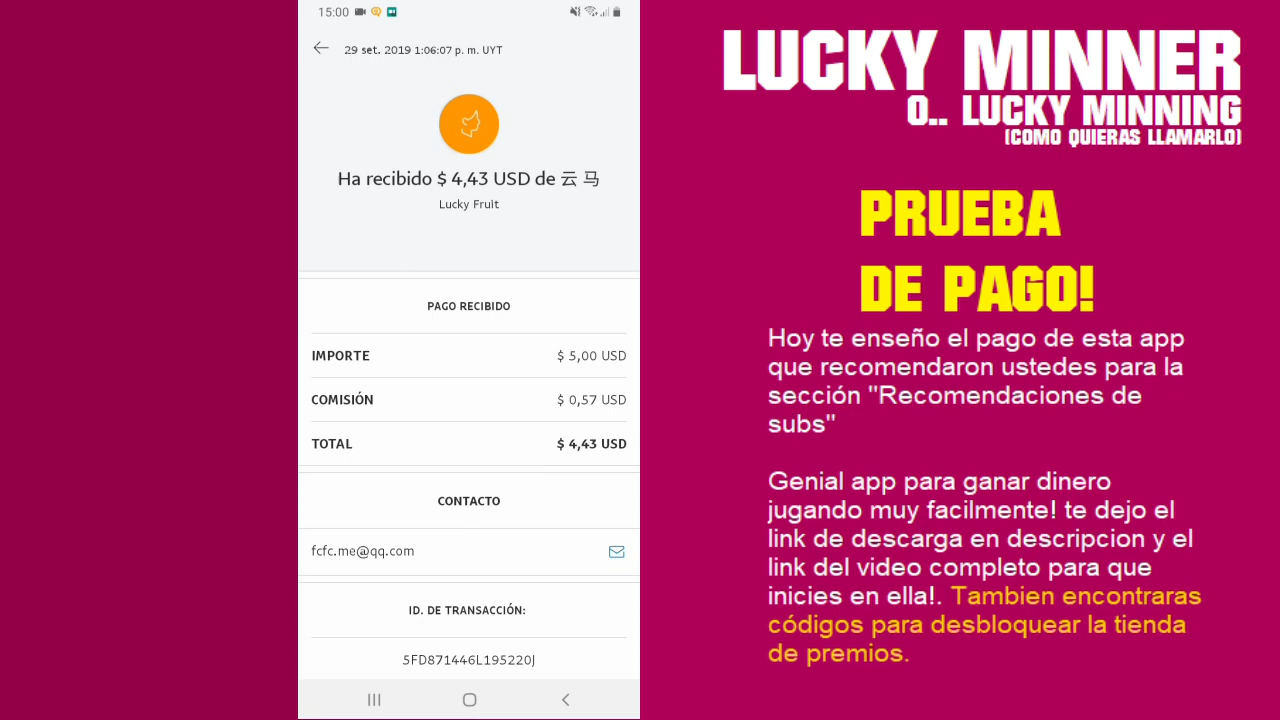 15:00
29 set. 2019 1:06:07 p. m. UYT
Ha recibido $ 4,43 USD de 云 马
Lucky Fruit
PAGO RECIBIDO
IMPORTE $ 5,00 USD
COMISIÓN $ 0,57 USD
TOTAL $ 4,43 USD
CONTACTO
fcfc.me@qq.com
ID. DE TRANSACCIÓN:
5FD871446L195220J
LUCKY MINNER
O.. LUCKY MINNING
(COMO QUIERAS LLAMARLO)
PRUEBA
DE PAGO!
Hoy te enseño el pago de esta app
que recomendaron ustedes para la
sección "Recomendaciones de
subs"
Genial app para ganar dinero
jugando muy facilmente! te dejo el
link de descarga en descripcion y el
link del video completo para que
inicies en ella!. Tambien encontraras
códigos para desbloquear la tienda
de premios.